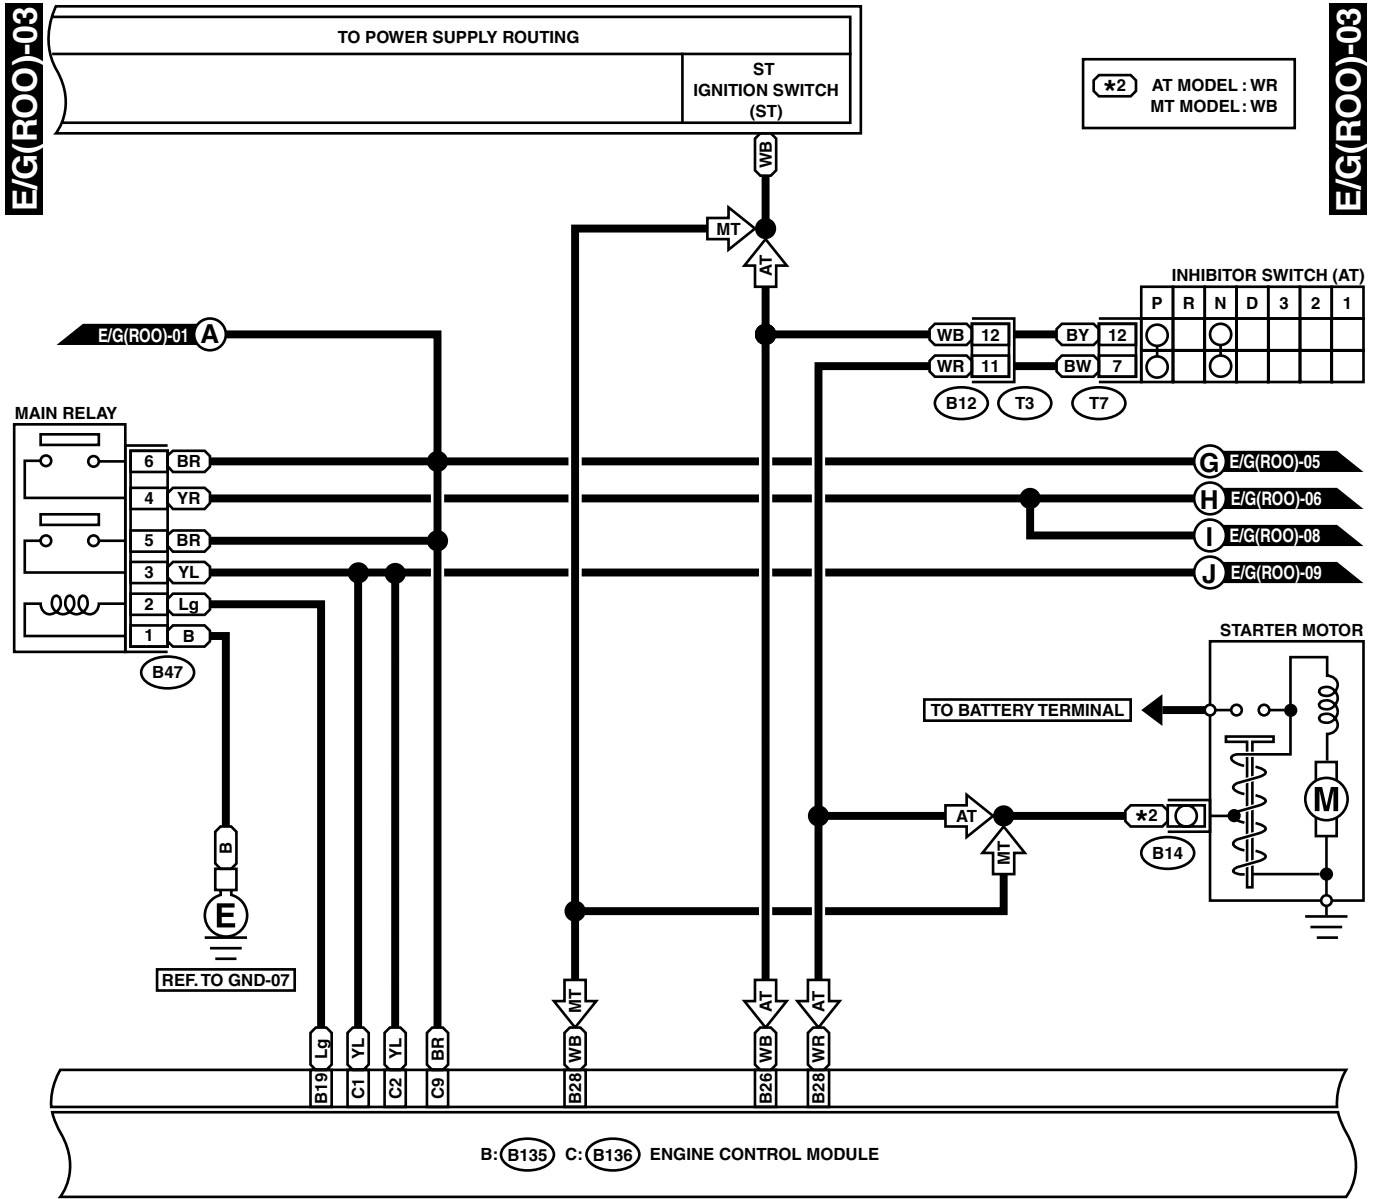 E/G(ROO)-03
E/G(ROO)-03
TO POWER SUPPLY ROUTING
ST
IGNITION SWITCH
(ST)
*2 AT MODEL : WR
MT MODEL : WB
WB
MT
AT
INHIBITOR SWITCH (AT)
P R N D 3 2 1
E/G(ROO)-01 A
WB 12 BY 12
WR 11 BW 7
B12 T3 T7
MAIN RELAY
6 BR
G E/G(ROO)-05
4 YR
H E/G(ROO)-06
5 BR
I E/G(ROO)-08
3 YL
J E/G(ROO)-09
2 Lg
1 B
B47
STARTER MOTOR
TO BATTERY TERMINAL
M
AT
*2
B14
MT
B
E
REF. TO GND-07
MT AT AT
Lg YL YL BR WB WB WR
B19 C1 C2 C9 B28 B26 B28
B: B135 C: B136 ENGINE CONTROL MODULE